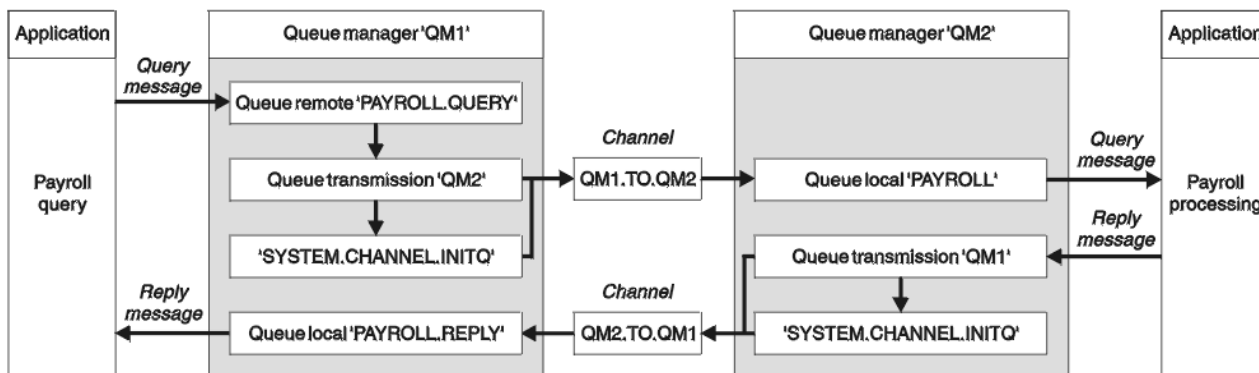 Application
Queue manager 'QM1'
Queue manager 'QM2'
Application
Query
message
Queue remote 'PAYROLL.QUERY'
Channel
Query
message
Payroll
query
Queue transmission 'QM2'
QM1.TO.QM2
Queue local 'PAYROLL'
Payroll
processing
'SYSTEM.CHANNEL.INITQ'
Queue transmission 'QM1'
Reply
message
Reply
message
Queue local 'PAYROLL.REPLY'
Channel
QM2.TO.QM1
'SYSTEM.CHANNEL.INITQ'